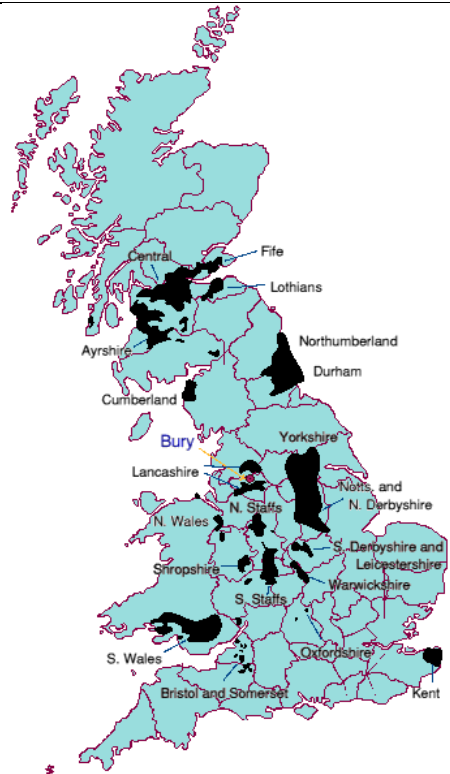 Central
Fife
Lothians
Ayrshire
Northumberland
Durham
Cumberland
Bury
Yorkshire
Lancashire
Notts. and
N. Derbyshire
N. Staffs
N. Wales
S. Derbyshire and
Leicestershire
Shropshire
Warwickshire
S. Staffs
Oxfordshire
S. Wales
Bristol and Somerset
Kent